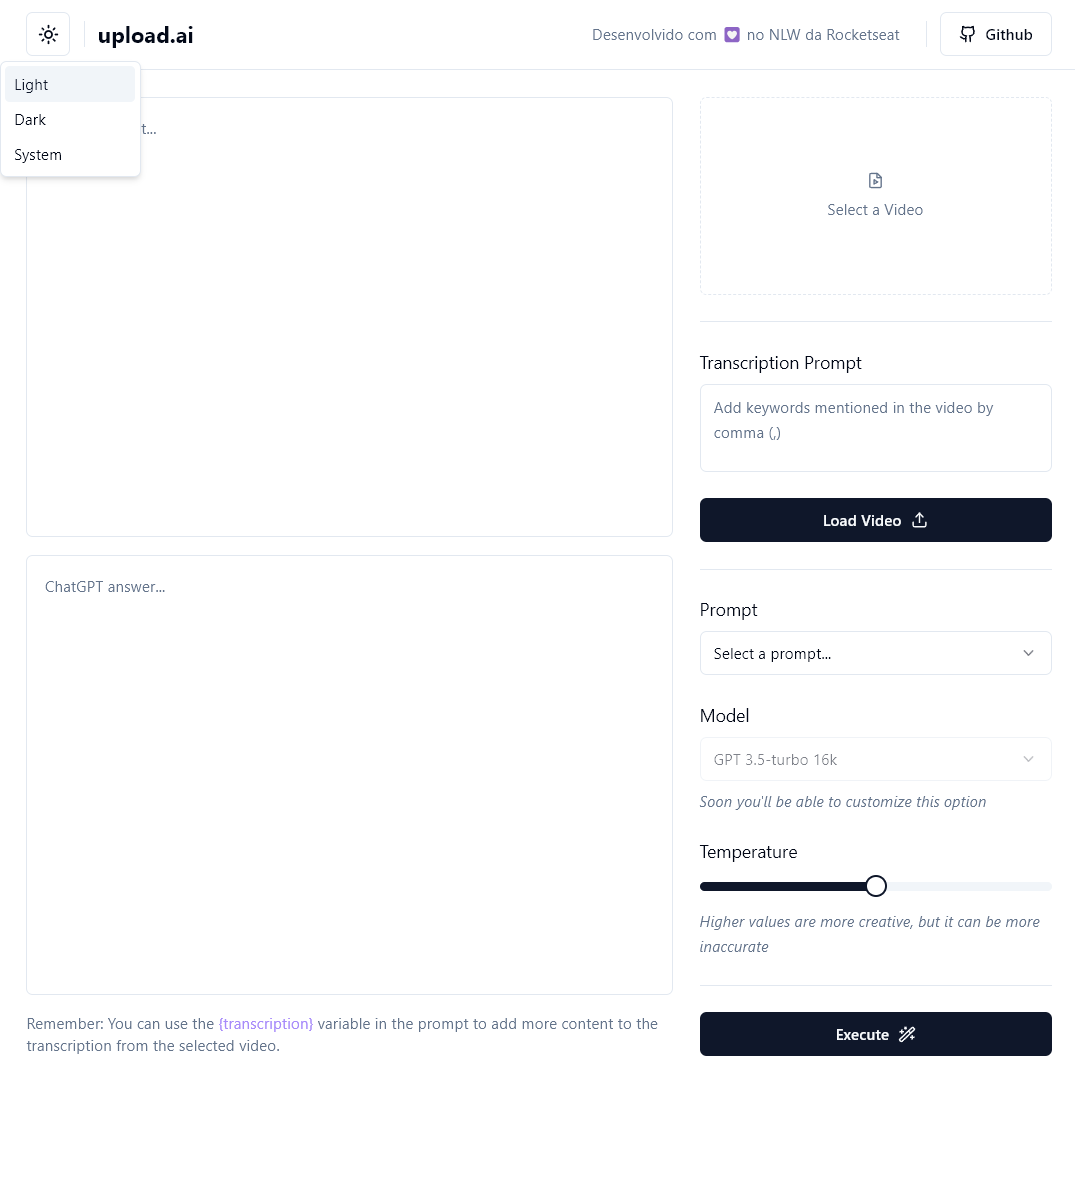 upload.ai
Desenvolvido com 💜 no NLW da Rocketseat
Github
Light
Dark
System
Select a Video
Transcription Prompt
Add keywords mentioned in the video by
comma (,)
Load Video
ChatGPT answer...
Prompt
Select a prompt...
Model
GPT 3.5-turbo 16k
Soon you'll be able to customize this option
Temperature
Higher values are more creative, but it can be more
inaccurate
Remember: You can use the {transcription} variable in the prompt to add more content to the
transcription from the selected video.
Execute